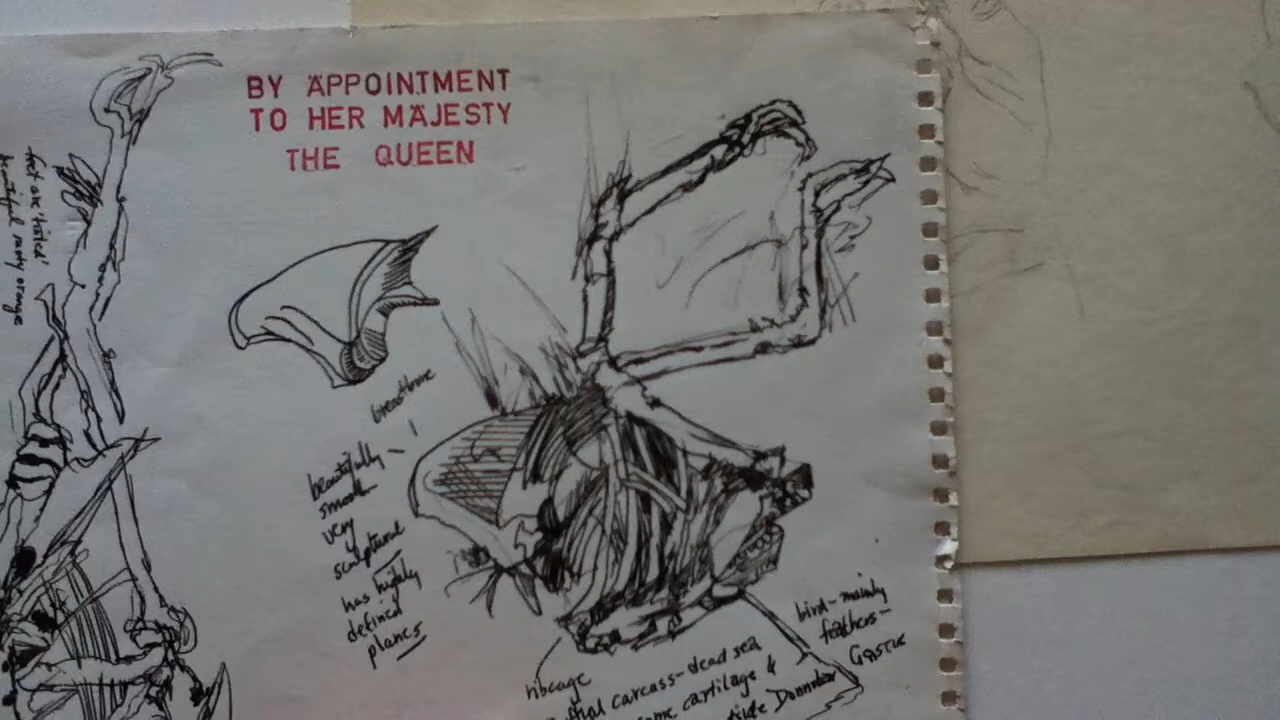 BY APPOINTMENT
TO HER MAJESTY
THE QUEEN
feet are
beautiful rusty orange
breastbone
beautifully
smooth
very
sculptural
has highly
defined
planes
bird-mainly
feathers-
ribcage
carcass-dead sea
some cartilage &